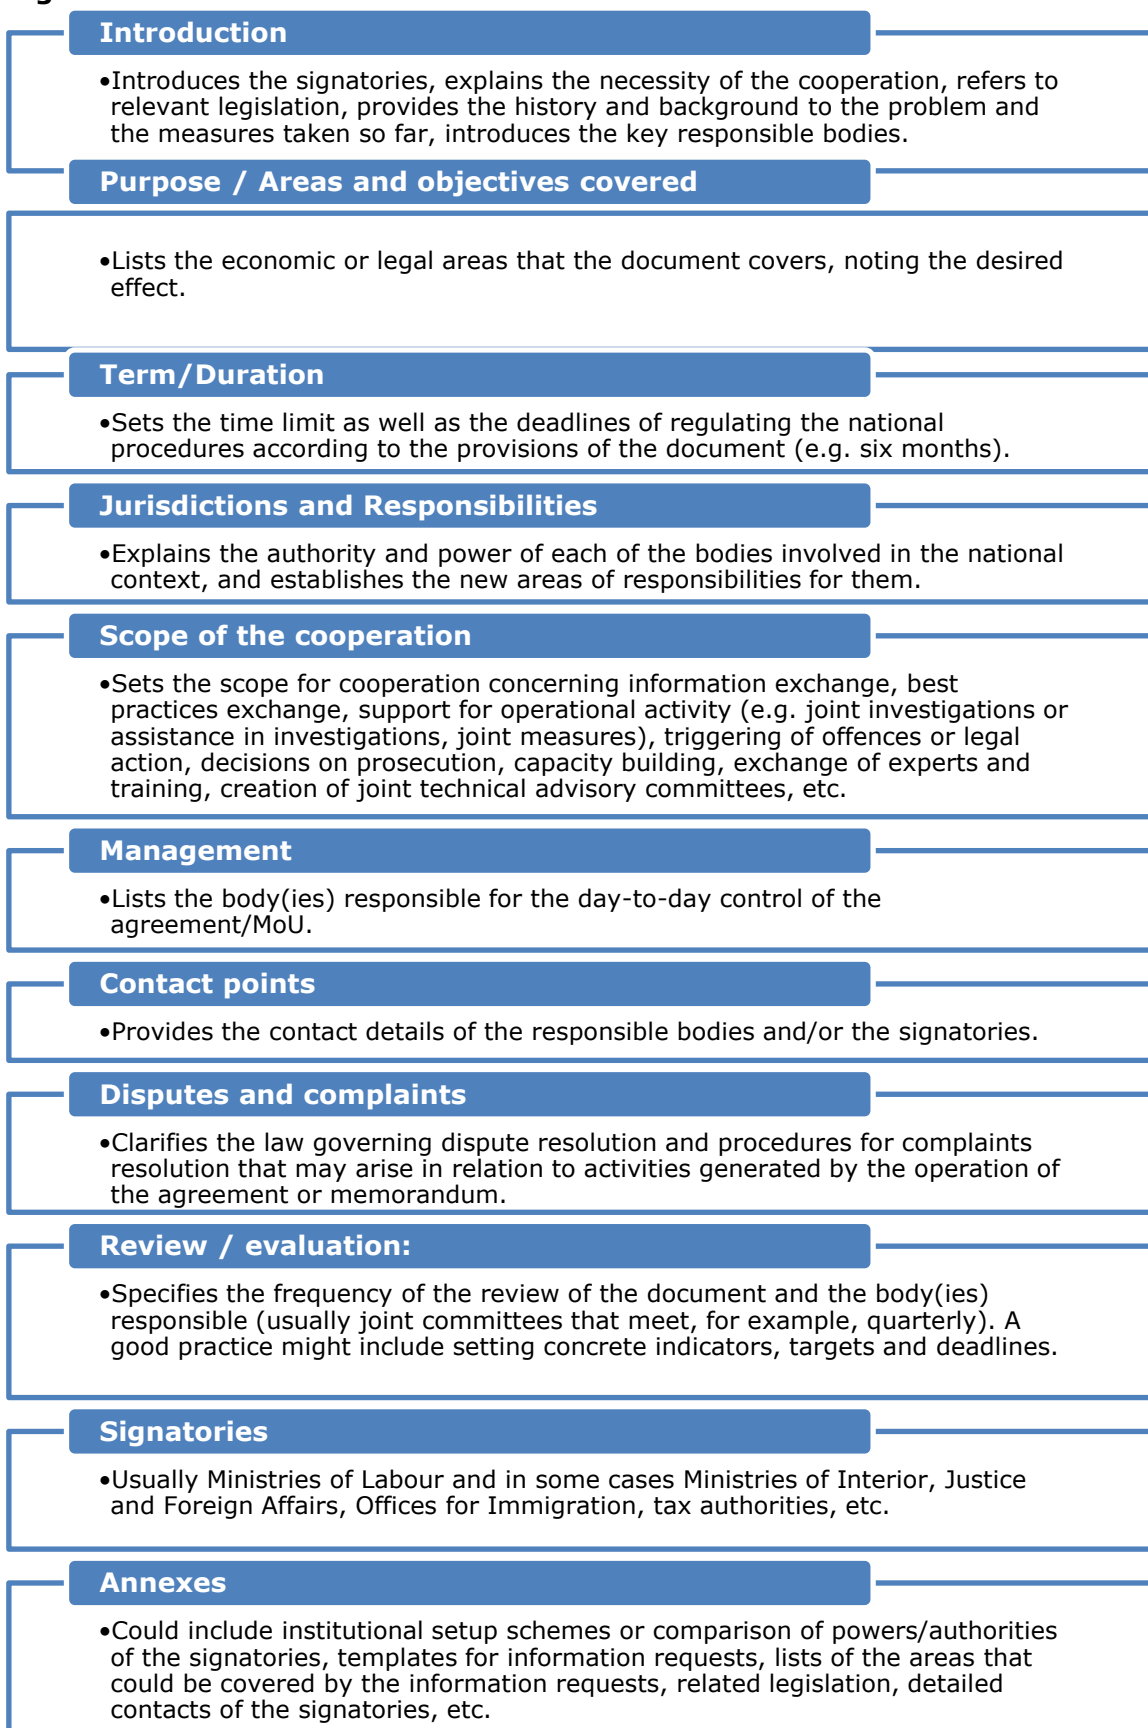 Introduction
•Introduces the signatories, explains the necessity of the cooperation, refers to
relevant legislation, provides the history and background to the problem and
the measures taken so far, introduces the key responsible bodies.
Purpose / Areas and objectives covered
•Lists the economic or legal areas that the document covers, noting the desired
effect.
Term/Duration
•Sets the time limit as well as the deadlines of regulating the national
procedures according to the provisions of the document (e.g. six months).
Jurisdictions and Responsibilities
•Explains the authority and power of each of the bodies involved in the national
context, and establishes the new areas of responsibilities for them.
Scope of the cooperation
•Sets the scope for cooperation concerning information exchange, best
practices exchange, support for operational activity (e.g. joint investigations or
assistance in investigations, joint measures), triggering of offences or legal
action, decisions on prosecution, capacity building, exchange of experts and
training, creation of joint technical advisory committees, etc.
Management
•Lists the body(ies) responsible for the day-to-day control of the
agreement/MoU.
Contact points
•Provides the contact details of the responsible bodies and/or the signatories.
Disputes and complaints
•Clarifies the law governing dispute resolution and procedures for complaints
resolution that may arise in relation to activities generated by the operation of
the agreement or memorandum.
Review / evaluation:
•Specifies the frequency of the review of the document and the body(ies)
responsible (usually joint committees that meet, for example, quarterly). A
good practice might include setting concrete indicators, targets and deadlines.
Signatories
•Usually Ministries of Labour and in some cases Ministries of Interior, Justice
and Foreign Affairs, Offices for Immigration, tax authorities, etc.
Annexes
•Could include institutional setup schemes or comparison of powers/authorities
of the signatories, templates for information requests, lists of the areas that
could be covered by the information requests, related legislation, detailed
contacts of the signatories, etc.